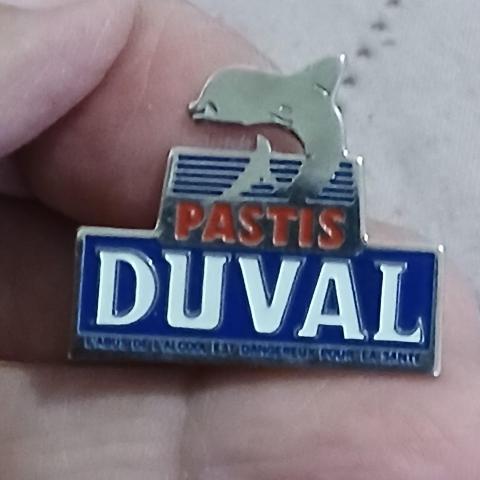 PASTIS
DUVAL
L'ABUS DE L'ALCOOL EST DANGEREUX POUR LA SANTE